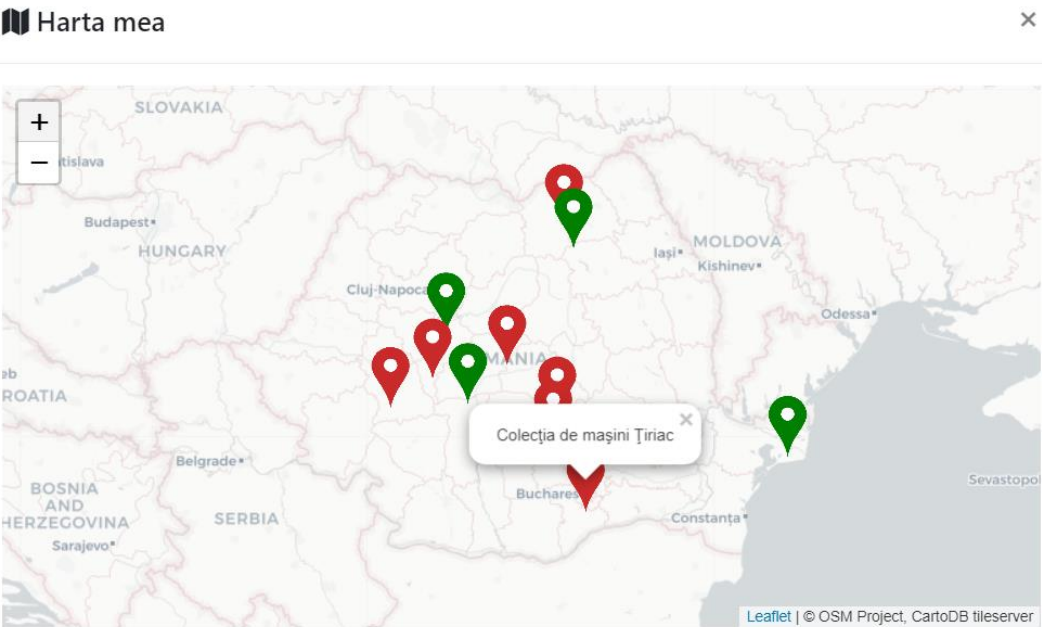 Harta mea
×
+
−
SLOVAKIA
tislava
Budapest
HUNGARY
Cluj-Napoca
Iași
MOLDOVA
Kishinev
Odessa
MANIA
eb
ROATIA
×
Colecția de mașini Țiriac
Belgrade
BOSNIA
AND
HERZEGOVINA
SERBIA
Sarajevo
Buchares
Constanța
Sevastopol
Leaflet | © OSM Project, CartoDB tileserver